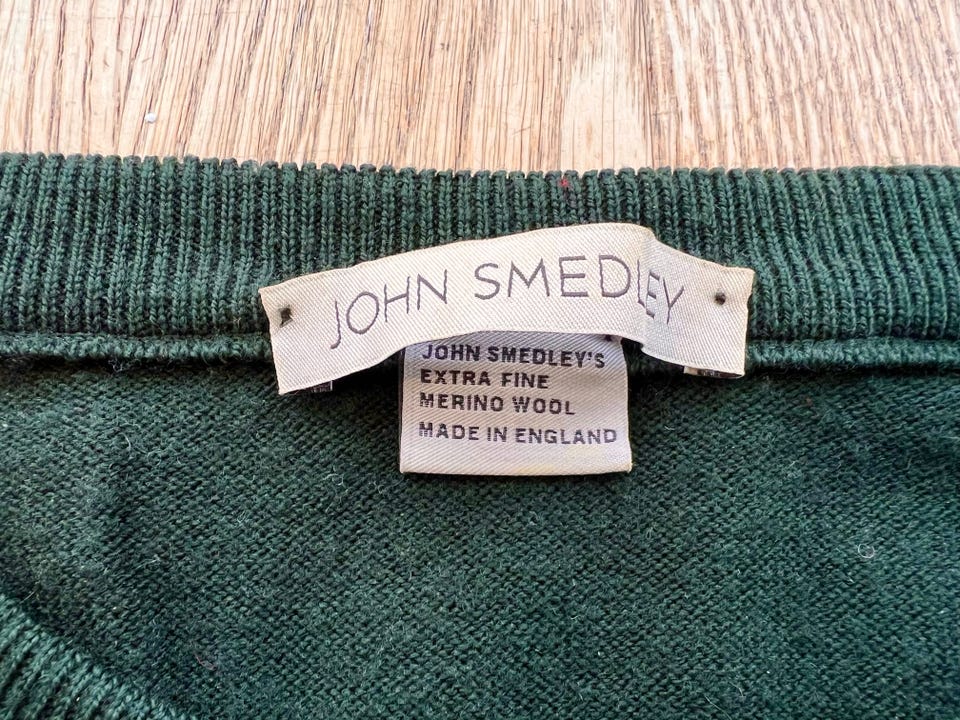 JOHN SMEDLEY
JOHN SMEDLEY'S
EXTRA FINE
MERINO WOOL
MADE IN ENGLAND